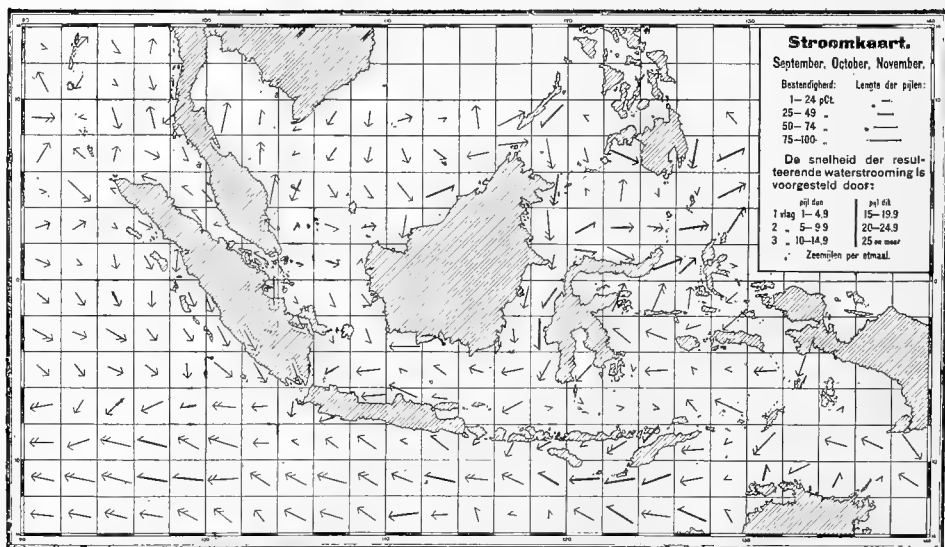 Stroomkaart.
September, October, November.
Bestendigheid: Lengte der pijlen:
1—24 pCt.
25—49 „
50—74 „
75—100 „
De snelheid der resul-
teerende waterstrooming is
voorgesteld door:
pijl dun pijl dik
1 vlag 1—4.9 15—19.9
2 „ 5—9.9 20—24.9
3 „ 10—14.9 25 en meer
Zeemijlen per etmaal.